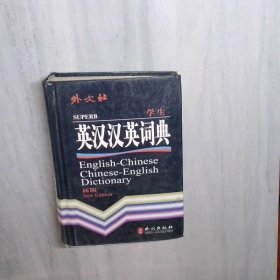 外文社
SUPERB
学生
英汉汉英词典
English-Chinese
Chinese-English
Dictionary
新版
New Edition
外文出版社